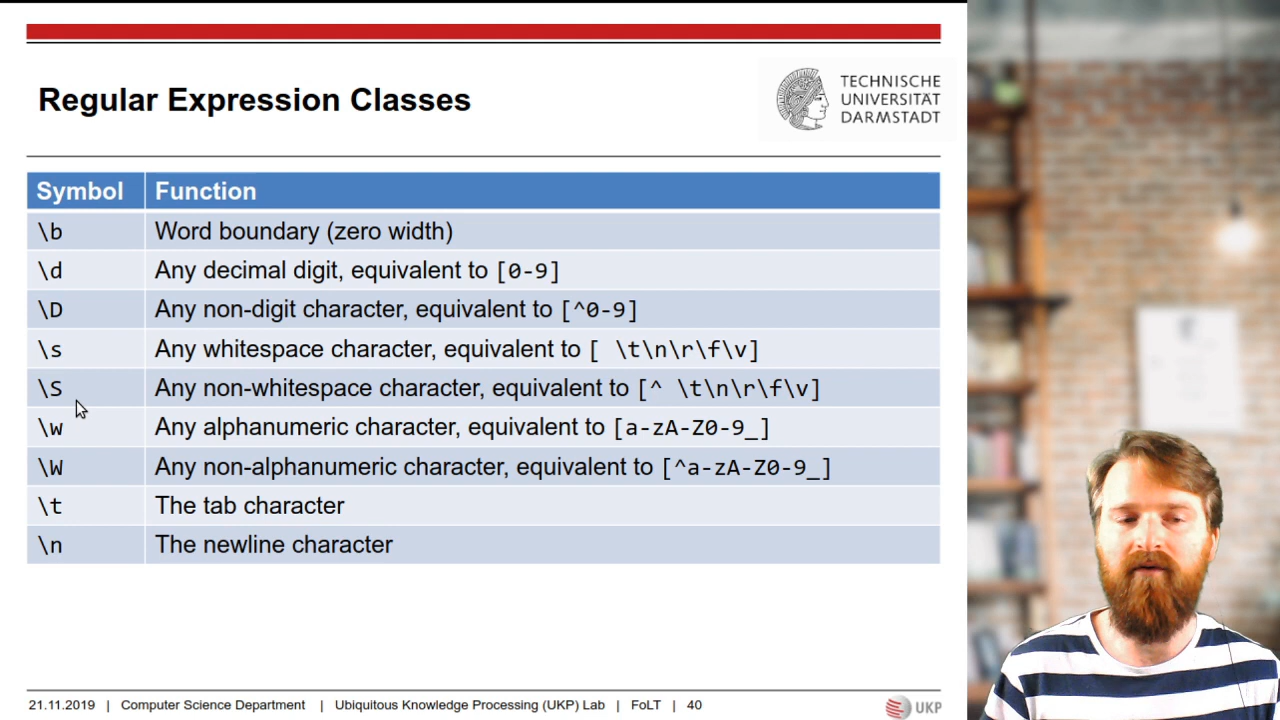 Regular Expression Classes
TECHNISCHE
UNIVERSITÄT
DARMSTADT
Symbol Function
\b Word boundary (zero width)
\d Any decimal digit, equivalent to [0-9]
\D Any non-digit character, equivalent to [^0-9]
\s Any whitespace character, equivalent to [ \t\n\r\f\v]
\S Any non-whitespace character, equivalent to [^ \t\n\r\f\v]
\w Any alphanumeric character, equivalent to [a-zA-Z0-9_]
\W Any non-alphanumeric character, equivalent to [^a-zA-Z0-9_]
\t The tab character
\n The newline character
21.11.2019 | Computer Science Department | Ubiquitous Knowledge Processing (UKP) Lab | FoLT | 40
UKP